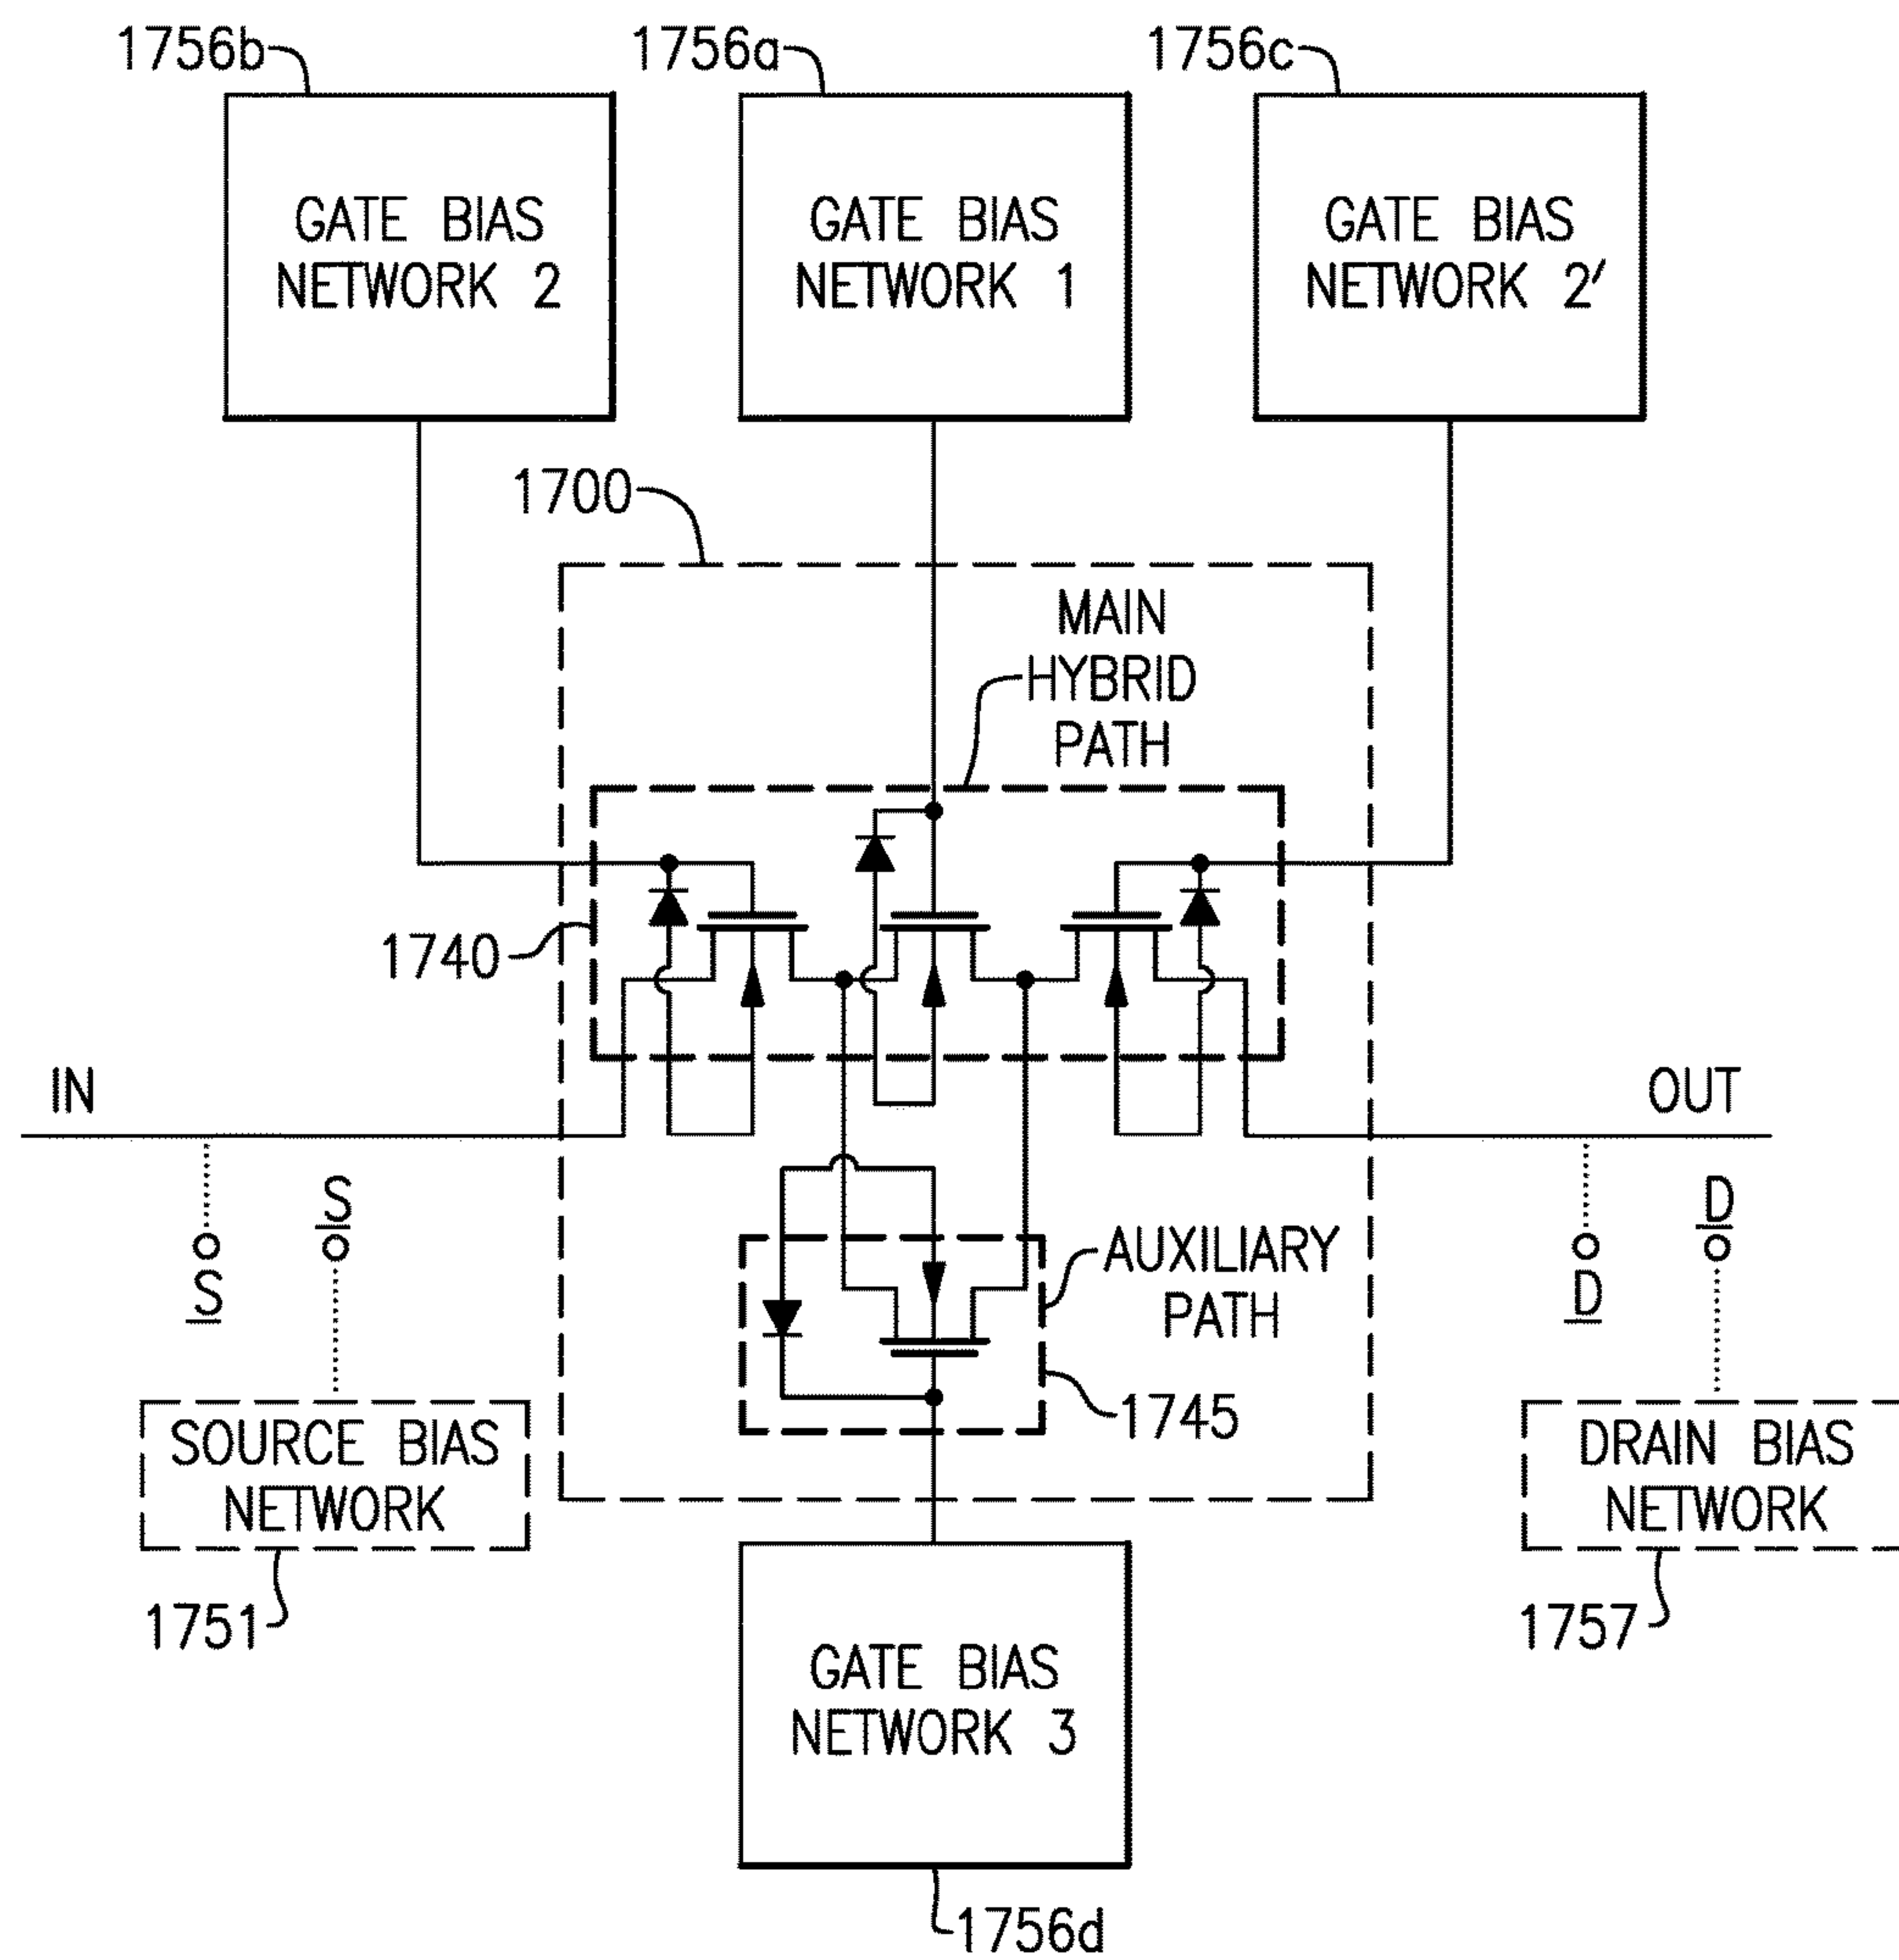 1756b
1756a
1756c
GATE BIAS
NETWORK 2
GATE BIAS
NETWORK 1
GATE BIAS
NETWORK 2'
1700
MAIN
HYBRID
PATH
1740
IN
OUT
S
S
D
D
AUXILIARY
PATH
1745
SOURCE BIAS
NETWORK
DRAIN BIAS
NETWORK
1751
1757
GATE BIAS
NETWORK 3
1756d